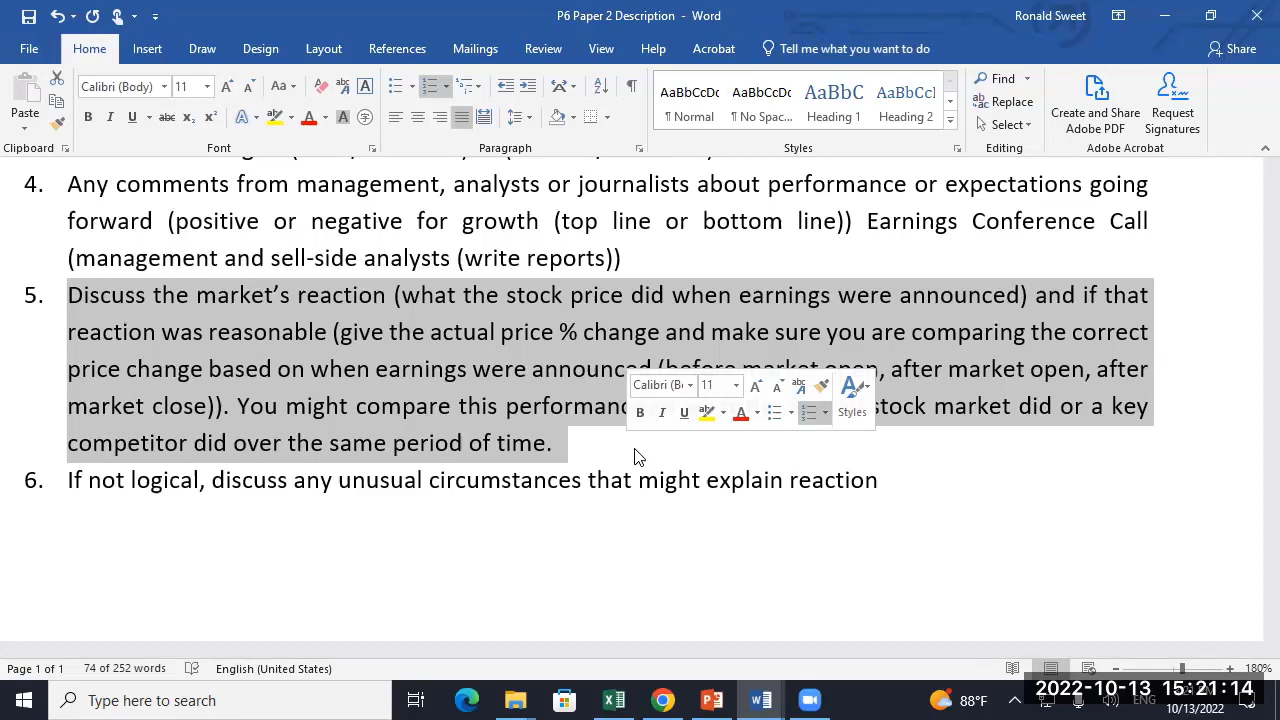 P6 Paper 2 Description - Word
Ronald Sweet
File Home Insert Draw Design Layout References Mailings Review View Help Acrobat Tell me what you want to do Share
Paste
Calibri (Body) 11
Aa
B I U abc x₂ x² A A A
AaBbCcDc AaBbCcDc AaBbC AaBbCcI
¶ Normal ¶ No Spac... Heading 1 Heading 2
Find
Replace
Select
Create and Share Adobe PDF
Request Signatures
Clipboard Font Paragraph Styles Editing Adobe Acrobat
4. Any comments from management, analysts or journalists about performance or expectations going
forward (positive or negative for growth (top line or bottom line)) Earnings Conference Call
(management and sell-side analysts (write reports))
5. Discuss the market's reaction (what the stock price did when earnings were announced) and if that
reaction was reasonable (give the actual price % change and make sure you are comparing the correct
price change based on when earnings were announced (before market open, after market open, after
market close)). You might compare this performanc stock market did or a key
competitor did over the same period of time.
Calibri (B 11
B I U A Styles
6. If not logical, discuss any unusual circumstances that might explain reaction
Page 1 of 1 74 of 252 words English (United States) 180%
Type here to search
88°F
ENG
2022-10-13 15:21:14
10/13/2022